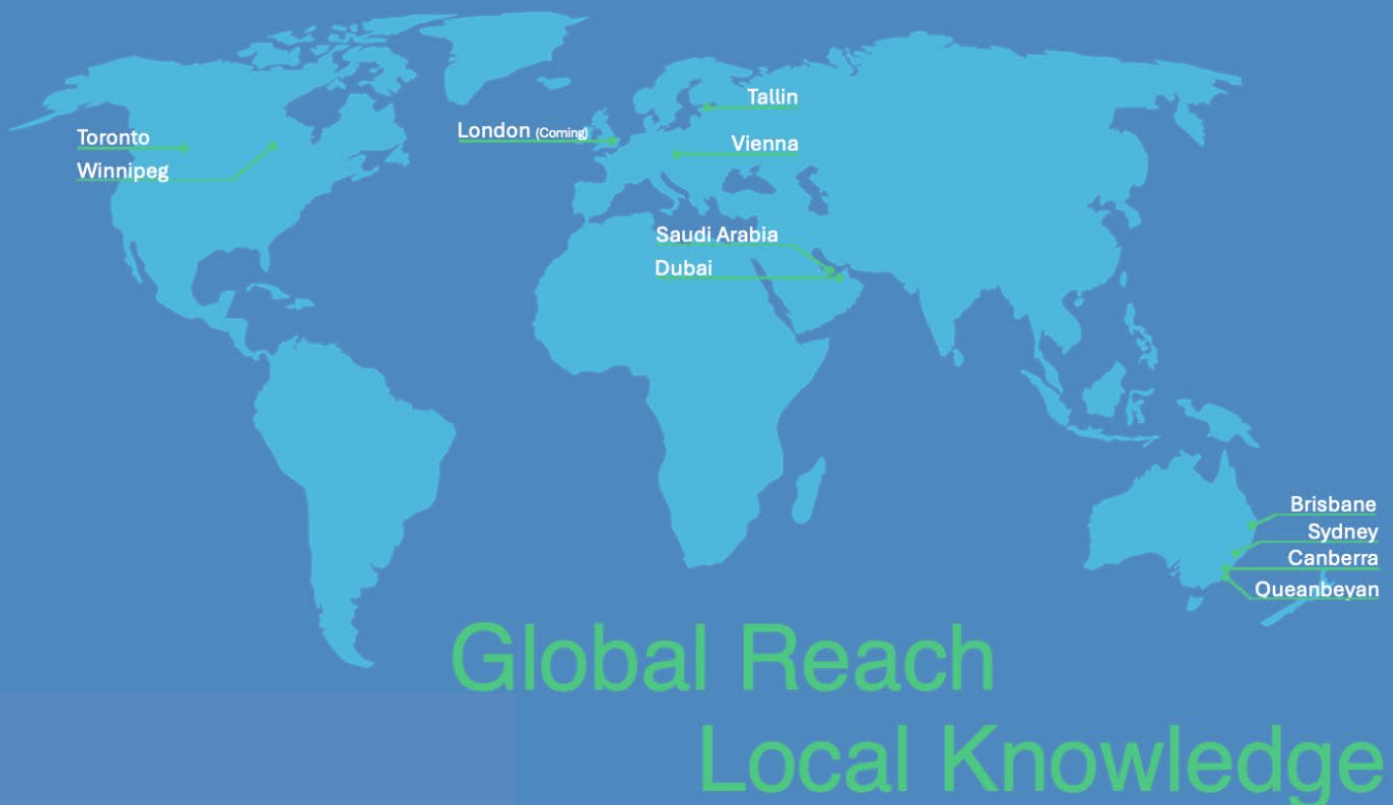 Tallin
Toronto
London (Coming)
Vienna
Winnipeg
Saudi Arabia
Dubai
Brisbane
Sydney
Canberra
Queanbeyan
Global Reach
Local Knowledge